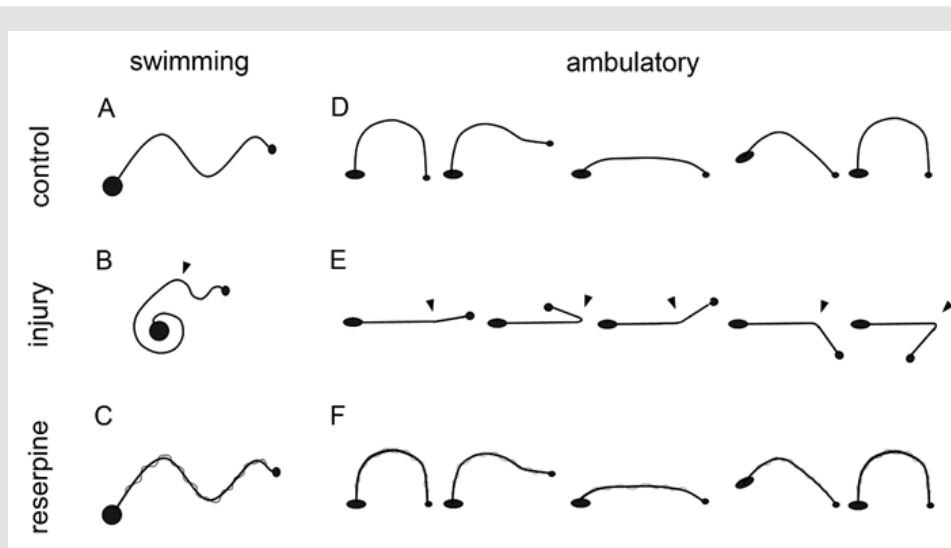 swimming ambulatory
A D
control
B E
injury
C F
reserpine